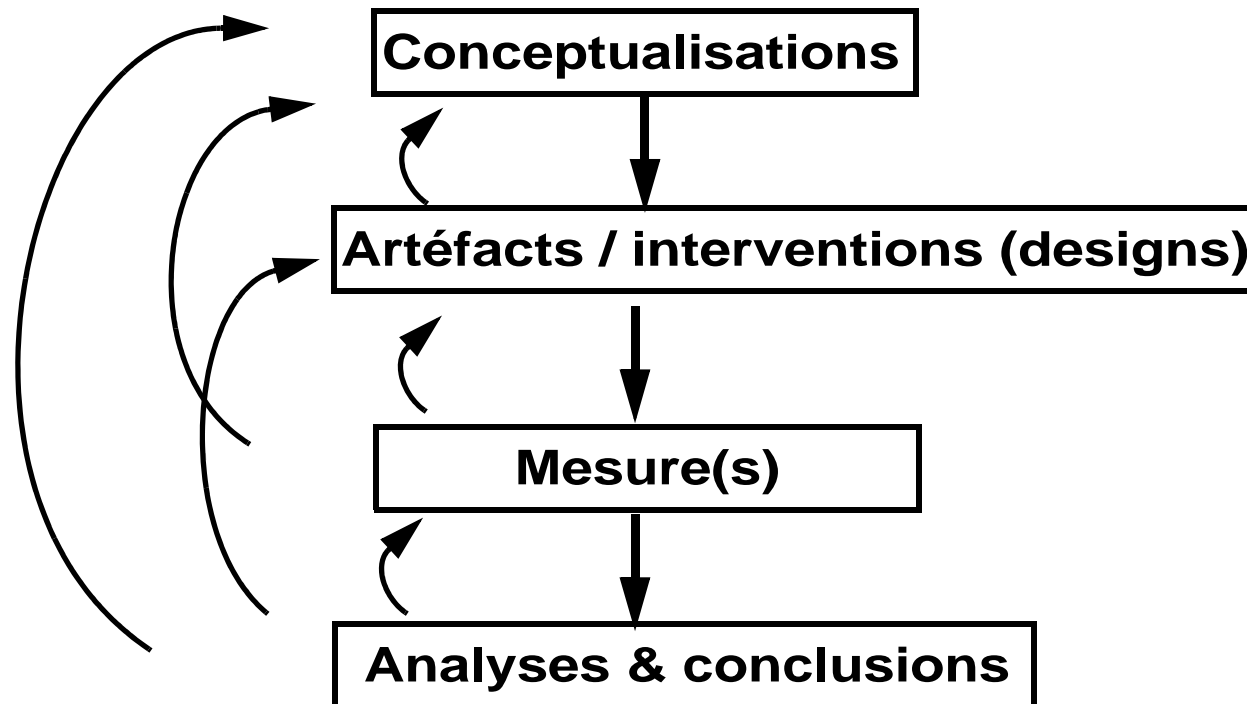 Conceptualisations
Artéfacts / interventions (designs)
Mesure(s)
Analyses & conclusions